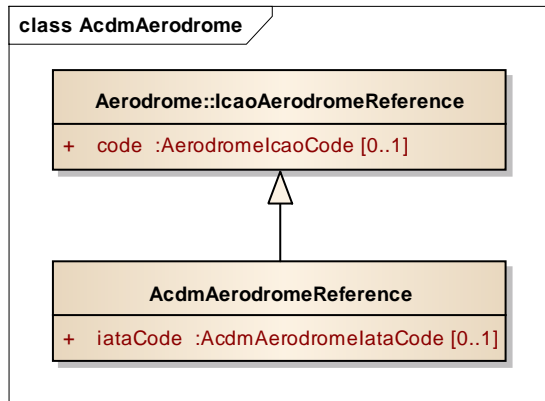 class AcdmAerodrome
Aerodrome::IcaoAerodromeReference
+ code :AerodromeIcaoCode [0..1]
AcdmAerodromeReference
+ iataCode :AcdmAerodromeIataCode [0..1]